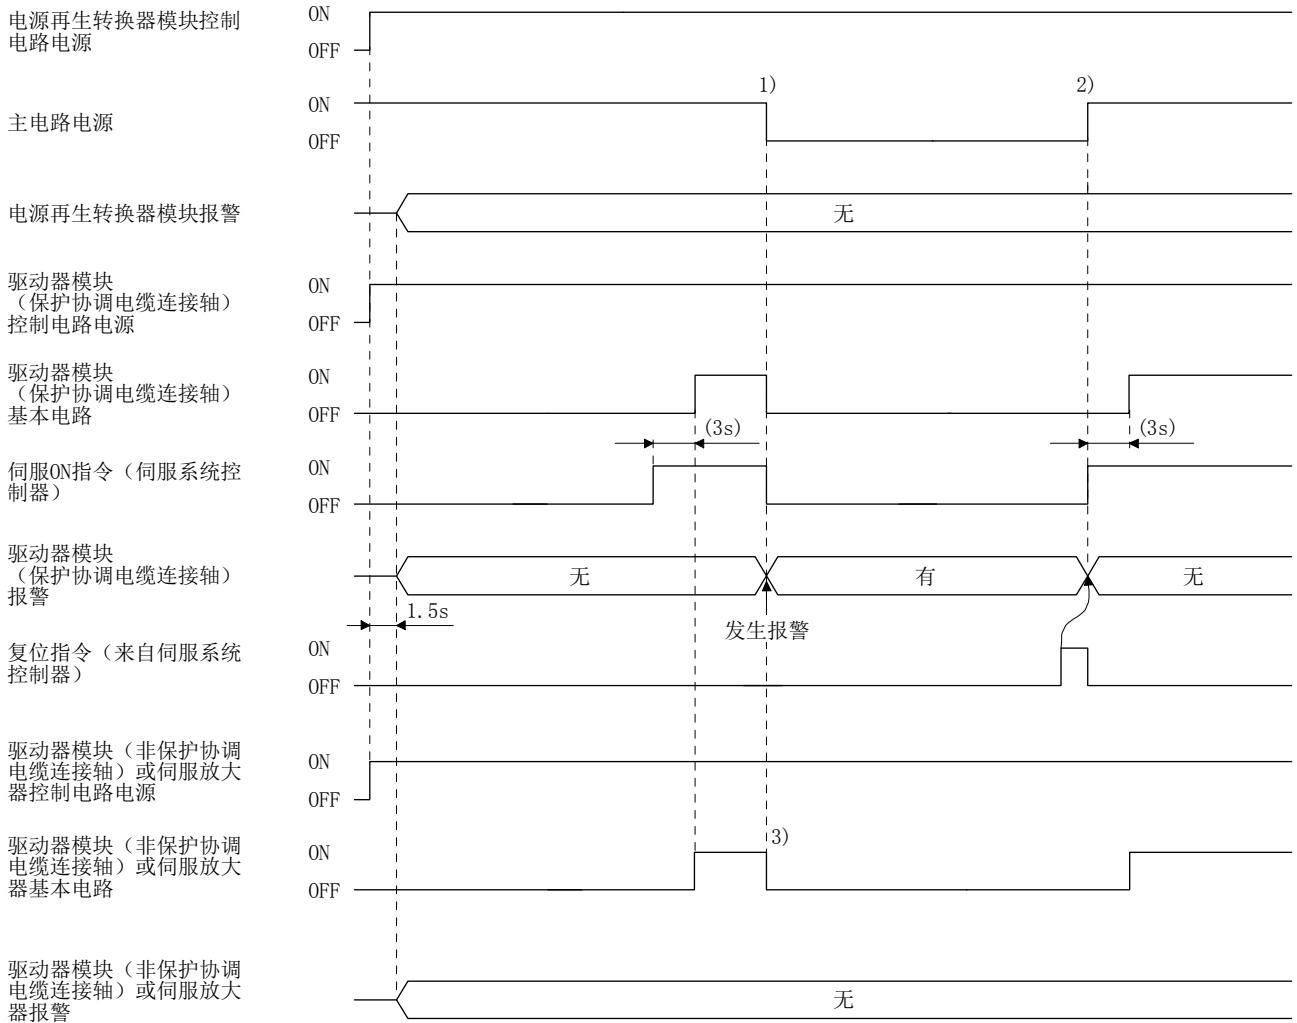 电源再生转换器模块控制
电路电源
ON
OFF
1)
2)
主电路电源
ON
OFF
电源再生转换器模块报警
无
驱动器模块
（保护协调电缆连接轴）
控制电路电源
ON
OFF
驱动器模块
（保护协调电缆连接轴）
基本电路
ON
OFF
(3s)
(3s)
伺服ON指令（伺服系统控
制器）
ON
OFF
驱动器模块
（保护协调电缆连接轴）
报警
无
有
无
1.5s
发生报警
复位指令（来自伺服系统
控制器）
ON
OFF
驱动器模块（非保护协调
电缆连接轴）或伺服放大
器控制电路电源
ON
OFF
3)
驱动器模块（非保护协调
电缆连接轴）或伺服放大
器基本电路
ON
OFF
驱动器模块（非保护协调
电缆连接轴）或伺服放大
器报警
无